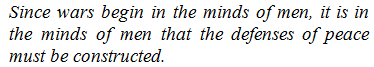 Since wars begin in the minds of men, it is in
the minds of men that the defenses of peace
must be constructed.